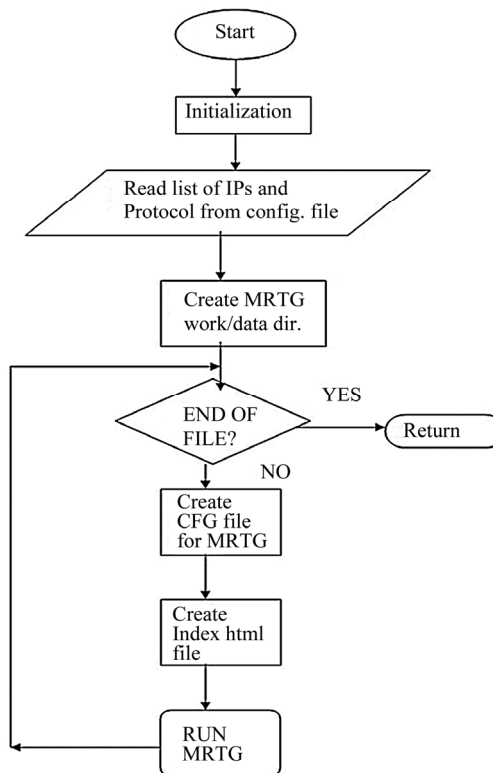 Start
Initialization
Read list of IPs and
Protocol from config. file
Create MRTG
work/data dir.
YES
END OF
FILE?
Return
NO
Create
CFG file
for MRTG
Create
Index html
file
RUN
MRTG